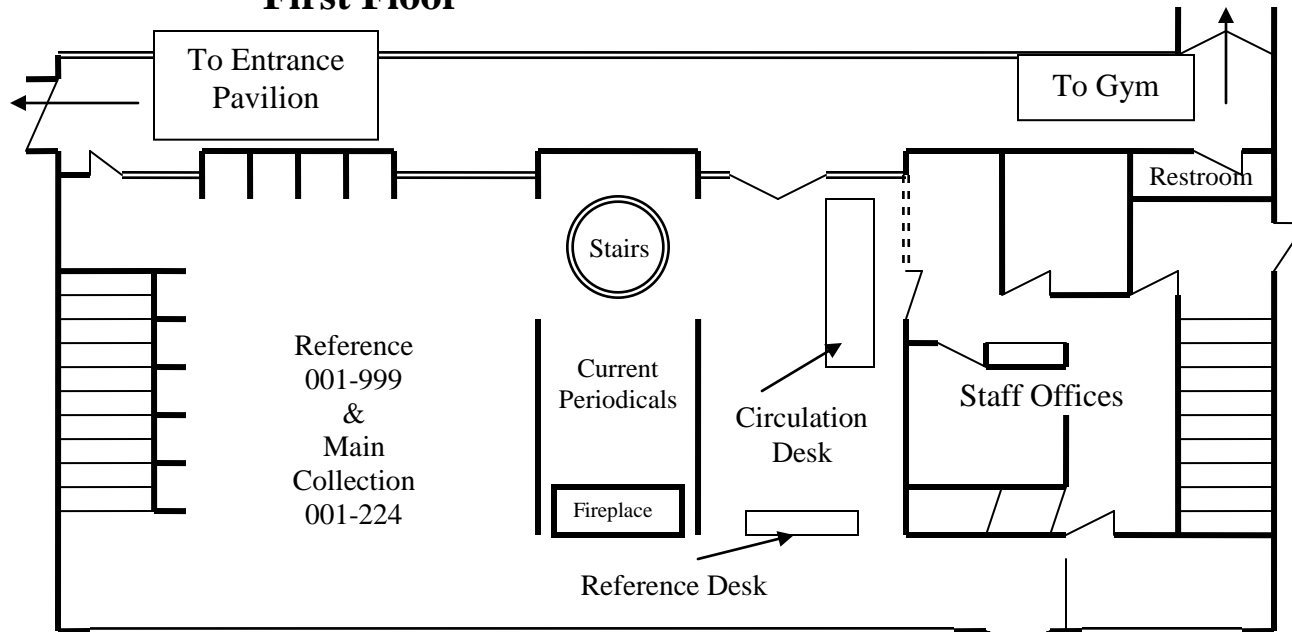 First Floor
To Entrance
Pavilion
To Gym
Restroom
Stairs
Reference
001-999
&
Main
Collection
001-224
Current
Periodicals
Circulation
Desk
Staff Offices
Fireplace
Reference Desk